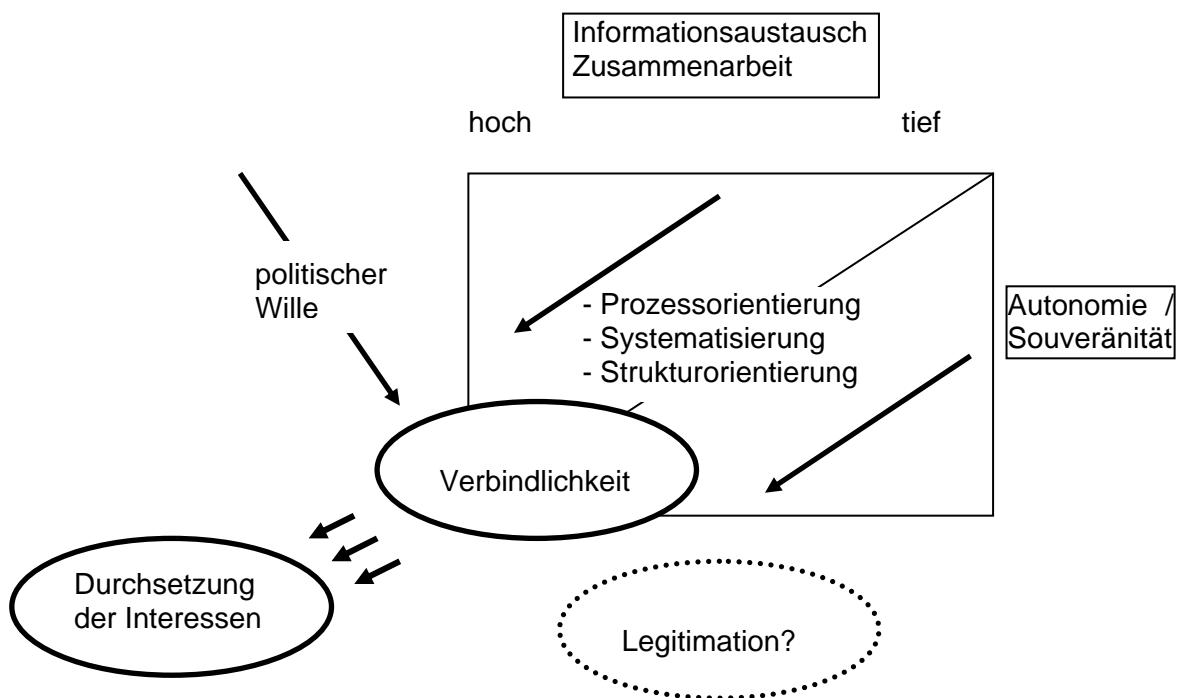 Informationsaustausch
Zusammenarbeit
hoch tief
politischer
Wille
- Prozessorientierung
- Systematisierung
- Strukturorientierung
Autonomie /
Souveränität
Verbindlichkeit
Durchsetzung
der Interessen
Legitimation?